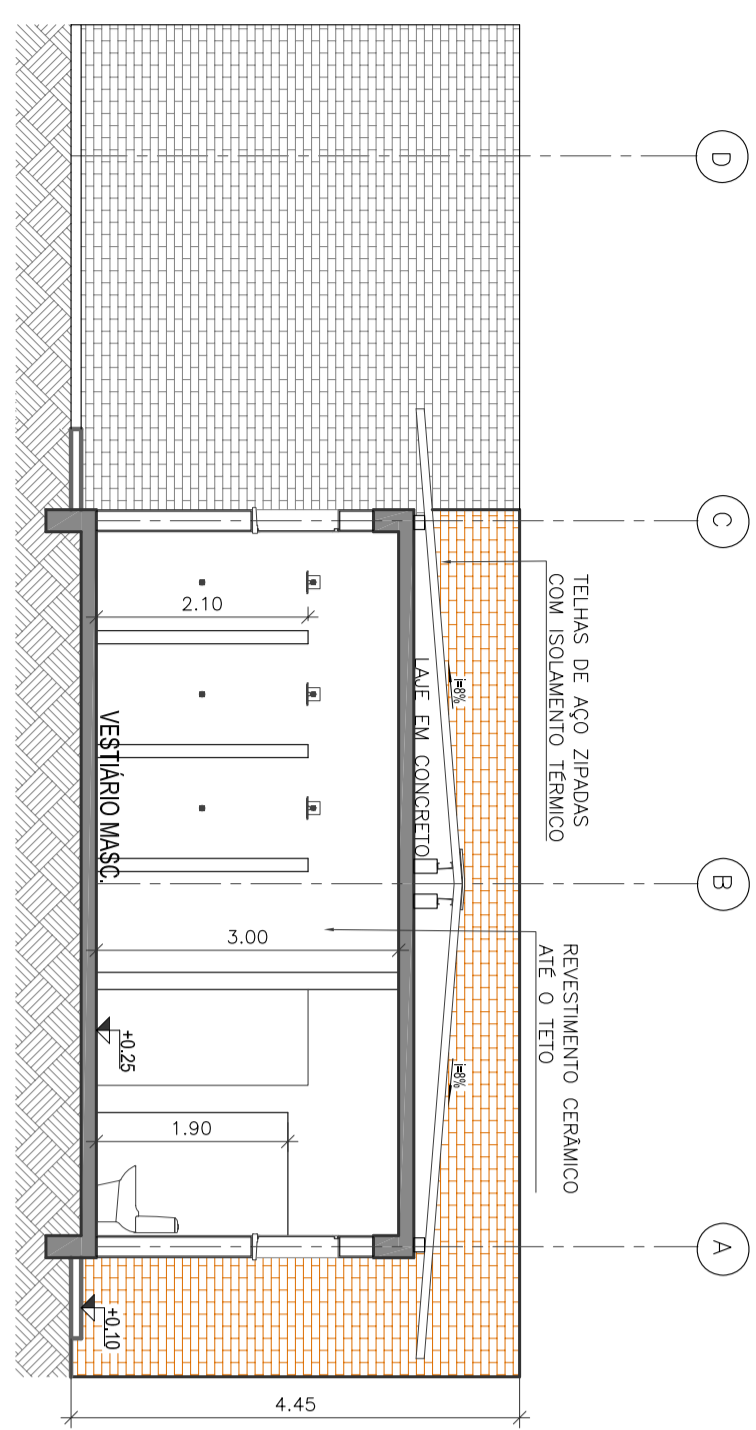 D
C
B
A
TELHAS DE AÇO ZIPADAS
COM ISOLAMENTO TÉRMICO
REVESTIMENTO CERÂMICO
ATÉ O TETO
i=8%
i=8%
LAJE EM CONCRETO
2.10
3.00
1.90
VESTIÁRIO MASC.
+0.25
+0.10
4.45